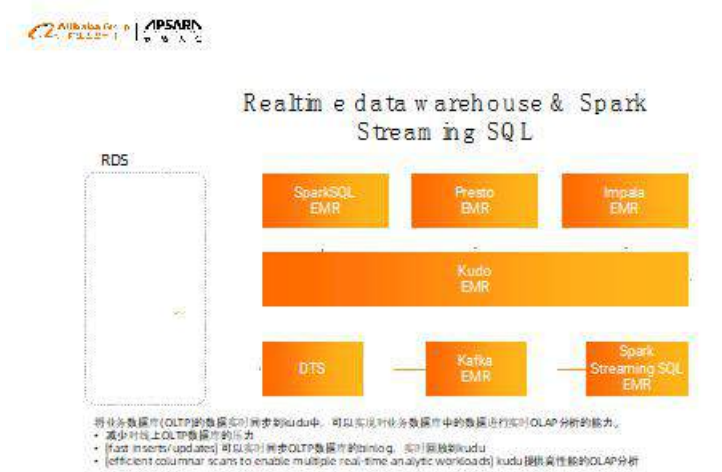 Alibaba Group
APSARA
Realtime data warehouse & Spark
Streaming SQL
RDS
SparkSQL
EMR
Presto
EMR
Impala
EMR
Kudo
EMR
DTS
Kafka
EMR
Spark
Streaming SQL
EMR
将业务数据库(OLTP)的数据实时同步到kudu中，可以实现对业务数据库中的数据进行实时OLAP分析的能力。
• 减少对线上OLTP数据库的压力
• [fast inserts/updates] 可以实时同步OLTP数据库的binlog，实时回放到kudu
• [efficient columnar scans to enable multiple real-time analytic workloads] kudu提供高性能的OLAP分析